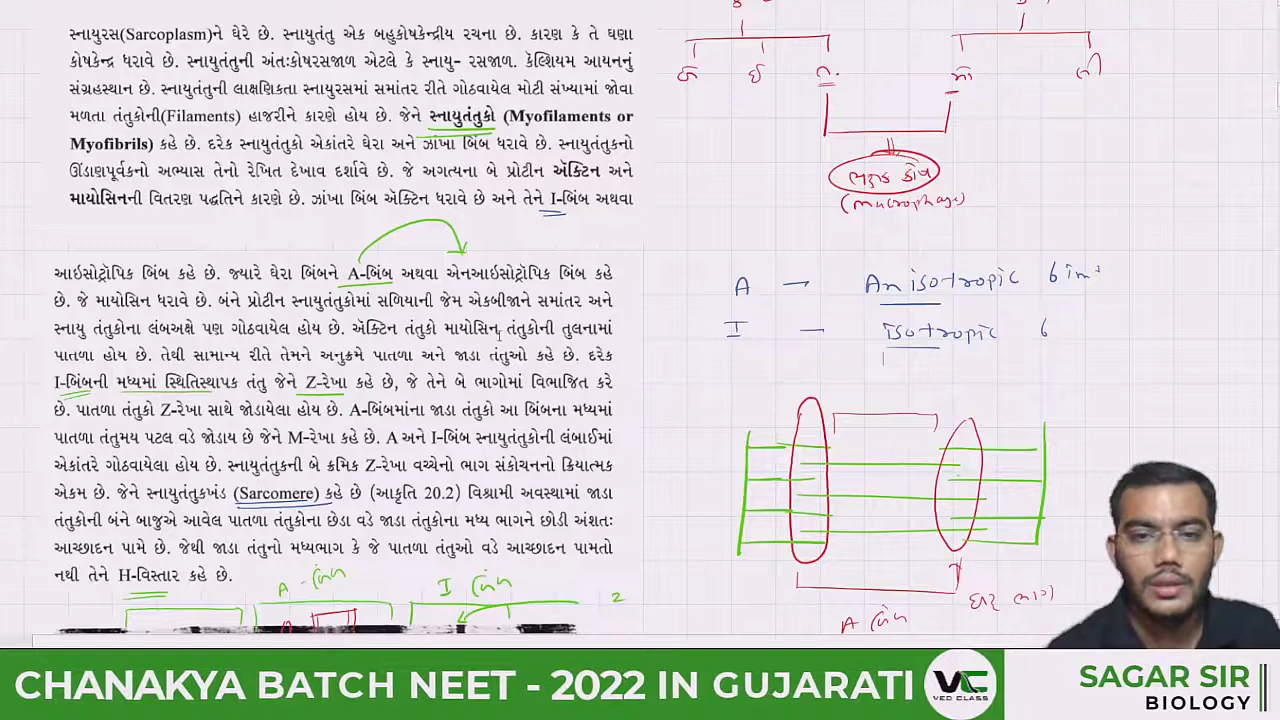 સ્નાયુરસ(Sarcoplasm)ને ઘેરે છે. સ્નાયુતંતુ એક બહુકોષકેન્દ્રીય રચના છે. કારણ કે તે ઘણા
કોષકેન્દ્ર ધરાવે છે. સ્નાયુતંતુની અંતઃકોષરસજાળ એટલે કે સ્નાયુ- રસજાળ. કૅલ્શિયમ આયનનું
સંગ્રહસ્થાન છે. સ્નાયુતંતુની લાક્ષણિકતા સ્નાયુરસમાં સમાંતર રીતે ગોઠવાયેલ મોટી સંખ્યામાં જોવા
મળતા તંતુકોની(Filaments) હાજરીને કારણે હોય છે. જેને સ્નાયુતંતુકો (Myofilaments or
Myofibrils) કહે છે. દરેક સ્નાયુતંતુકો એકાંતરે ઘેરા અને ઝાંખા બિંબ ધરાવે છે. સ્નાયુતંતુકનો
ઊંડાણપૂર્વકનો અભ્યાસ તેનો રેખિત દેખાવ દર્શાવે છે. જે અગત્યના બે પ્રોટીન ઍક્ટિન અને
માયોસિનની વિતરણ પદ્ધતિને કારણે છે. ઝાંખા બિંબ ઍક્ટિન ધરાવે છે અને તેને I-બિંબ અથવા
આઇસોટ્રૉપિક બિંબ કહે છે. જ્યારે ઘેરા બિંબને A-બિંબ અથવા એનઆઇસોટ્રૉપિક બિંબ કહે
છે. જે માયોસિન ધરાવે છે. બંને પ્રોટીન સ્નાયુતંતુકોમાં સળિયાની જેમ એકબીજાને સમાંતર અને
સ્નાયુ તંતુકોના લંબઅક્ષે પણ ગોઠવાયેલ હોય છે. ઍક્ટિન તંતુકો માયોસિન તંતુકોની તુલનામાં
પાતળા હોય છે. તેથી સામાન્ય રીતે તેમને અનુક્રમે પાતળા અને જાડા તંતુઓ કહે છે. દરેક
I-બિંબની મધ્યમાં સ્થિતિસ્થાપક તંતુ જેને Z-રેખા કહે છે, જે તેને બે ભાગોમાં વિભાજિત કરે
છે. પાતળા તંતુકો Z-રેખા સાથે જોડાયેલા હોય છે. A-બિંબમાંના જાડા તંતુકો આ બિંબના મધ્યમાં
પાતળા તંતુમય પટલ વડે જોડાય છે જેને M-રેખા કહે છે. A અને I-બિંબ સ્નાયુતંતુકોની લંબાઈમાં
એકાંતરે ગોઠવાયેલા હોય છે. સ્નાયુતંતુકની બે ક્રમિક Z-રેખા વચ્ચેનો ભાગ સંકોચનનો ક્રિયાત્મક
એકમ છે. જેને સ્નાયુતંતુકખંડ (Sarcomere) કહે છે (આકૃતિ 20.2) વિશ્રામી અવસ્થામાં જાડા
તંતુકોની બંને બાજુએ આવેલ પાતળા તંતુકોના છેડા વડે જાડા તંતુકોના મધ્ય ભાગને છોડી અંશતઃ
આચ્છાદન પામે છે. જેથી જાડા તંતુનો મધ્યભાગ કે જે પાતળા તંતુઓ વડે આચ્છાદન પામતો
નથી તેને H-વિસ્તાર કહે છે.
A - બિંબ
I બિંબ
ભક્ષક કોષ
(macrophage)
A → Anisotropic
I – isotropic
A બિંબ
ઘાટ ભાગ
CHANAKYA BATCH NEET - 2022 IN GUJARATI
VED CLASS
SAGAR SIR
BIOLOGY